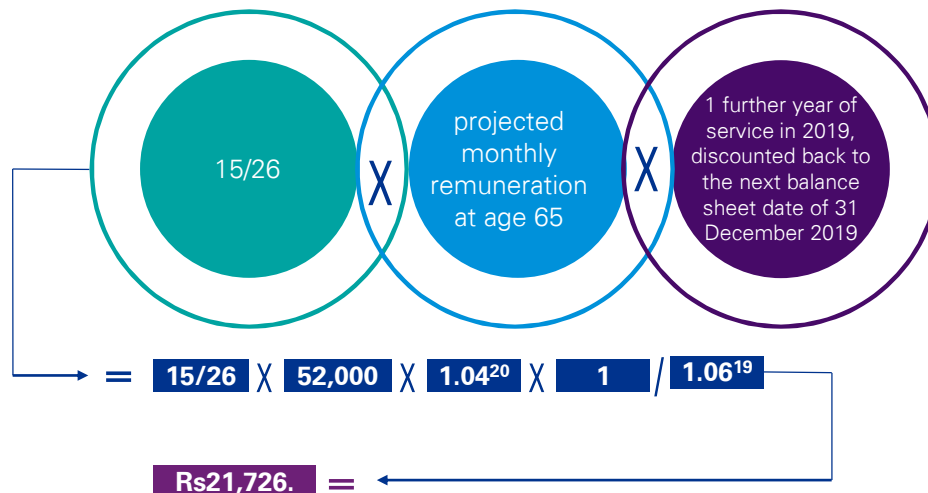 15/26
X
projected
monthly
remuneration
at age 65
X
1 further year of
service in 2019,
discounted back to
the next balance
sheet date of 31
December 2019
= 15/26 X 52,000 X 1.04²⁰ X 1 / 1.06¹⁹
Rs21,726. =